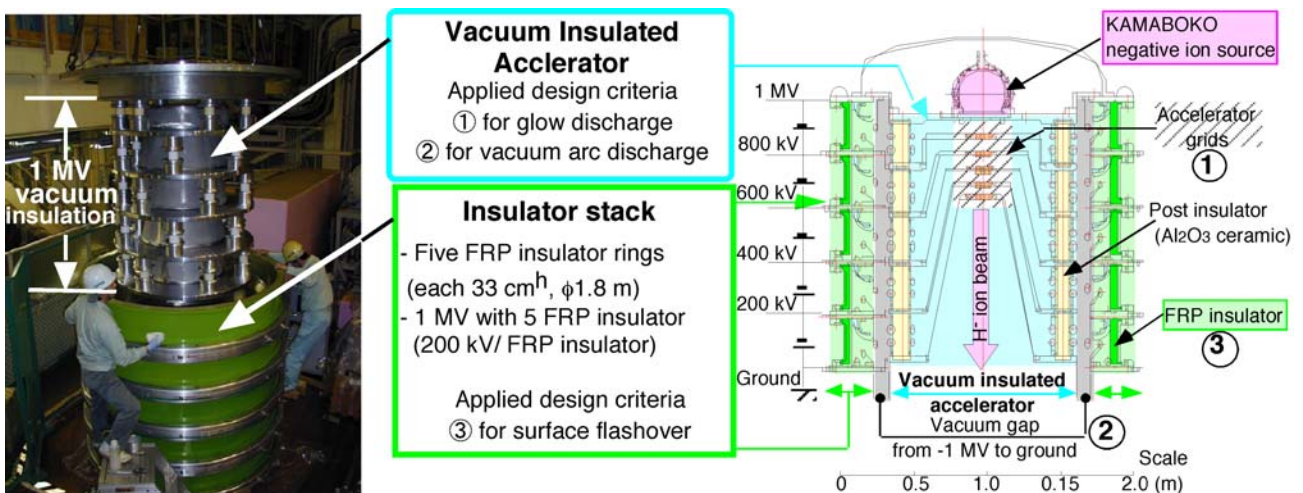 1 MV
vacuum
insulation
Vacuum Insulated
Acclerator
Applied design criteria
① for glow discharge
② for vacuum arc discharge
Insulator stack
- Five FRP insulator rings
(each 33 cmʰ, ϕ1.8 m)
- 1 MV with 5 FRP insulator
(200 kV/ FRP insulator)
Applied design criteria
③ for surface flashover
KAMABOKO
negative ion source
1 MV
800 kV
600 kV
400 kV
200 kV
Ground
Accelerator
grids
①
Post insulator
(Al2O3 ceramic)
FRP insulator
③
H⁻ ion beam
Vacuum insulated
accelerator
Vacuum gap
from -1 MV to ground
②
Scale
0 0.5 1.0 0.15 2.0 (m)